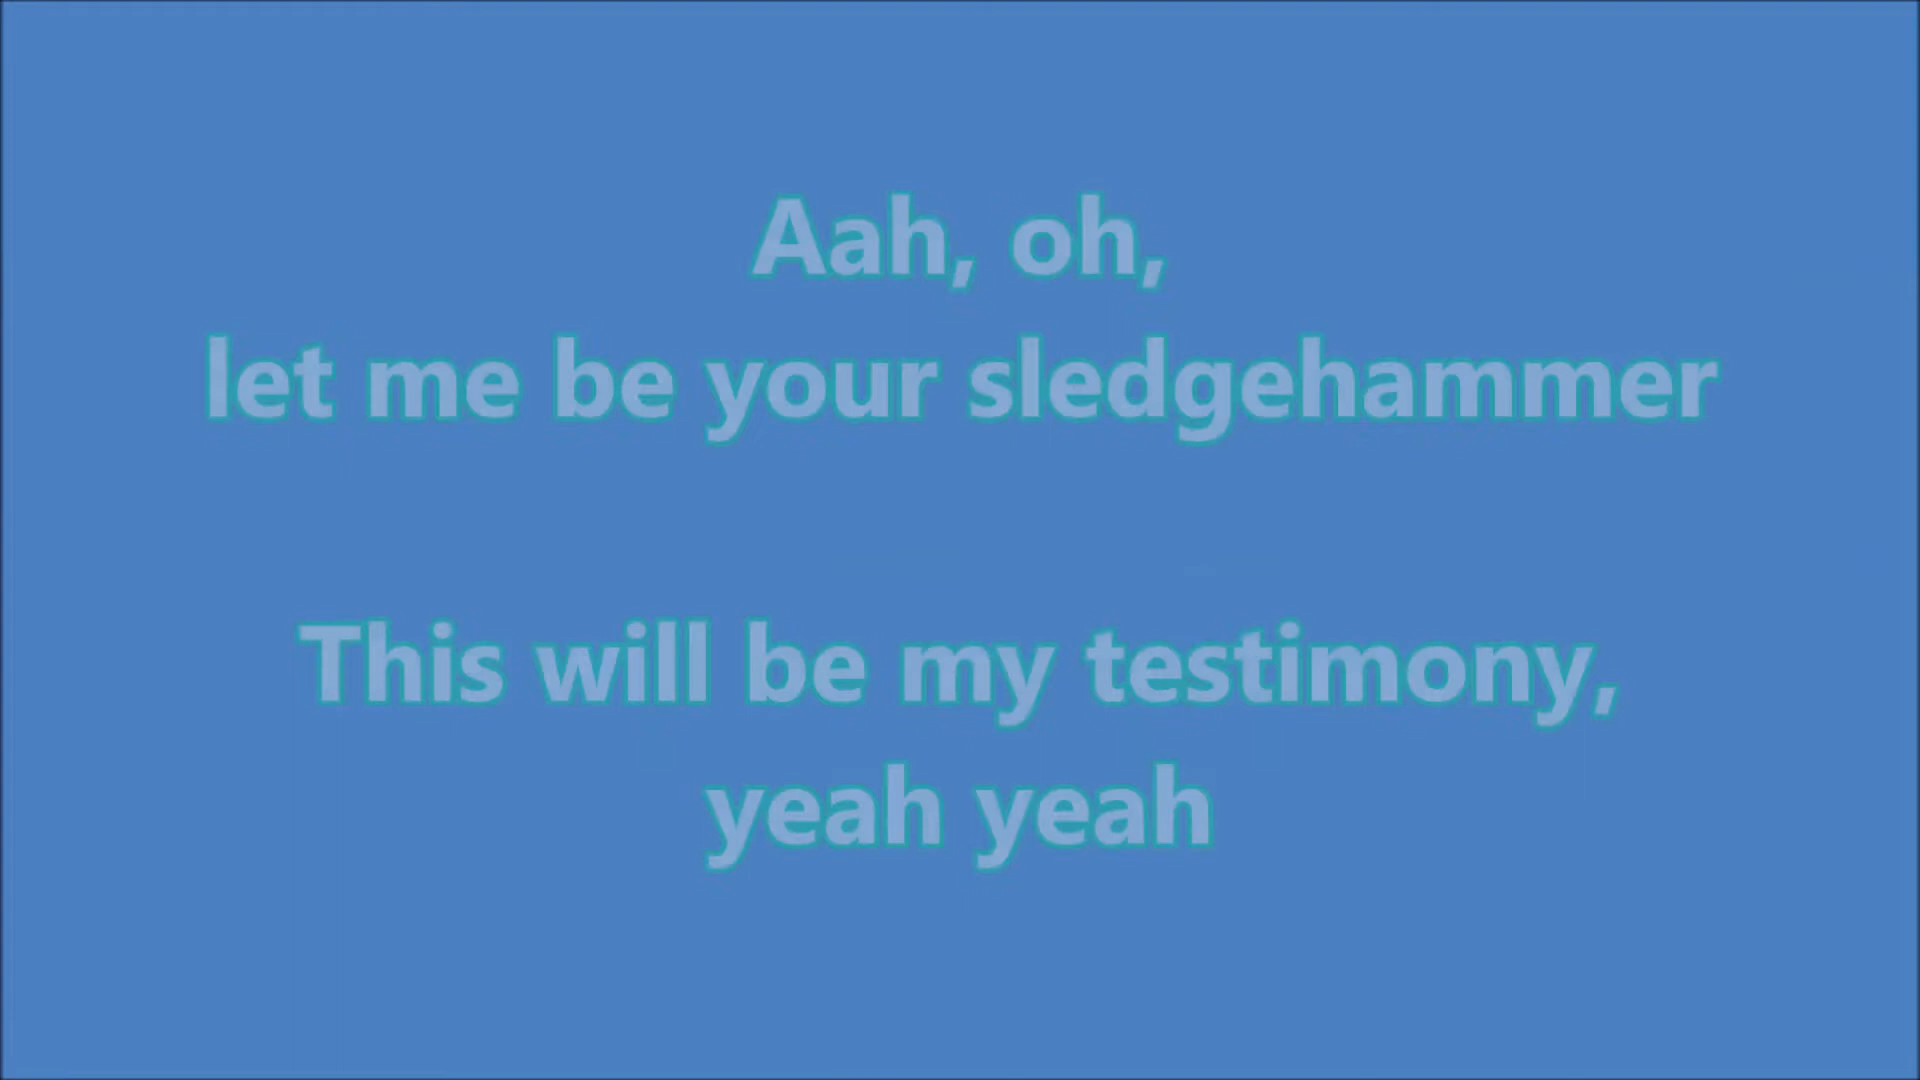 Aah, oh,
let me be your sledgehammer
This will be my testimony,
yeah yeah